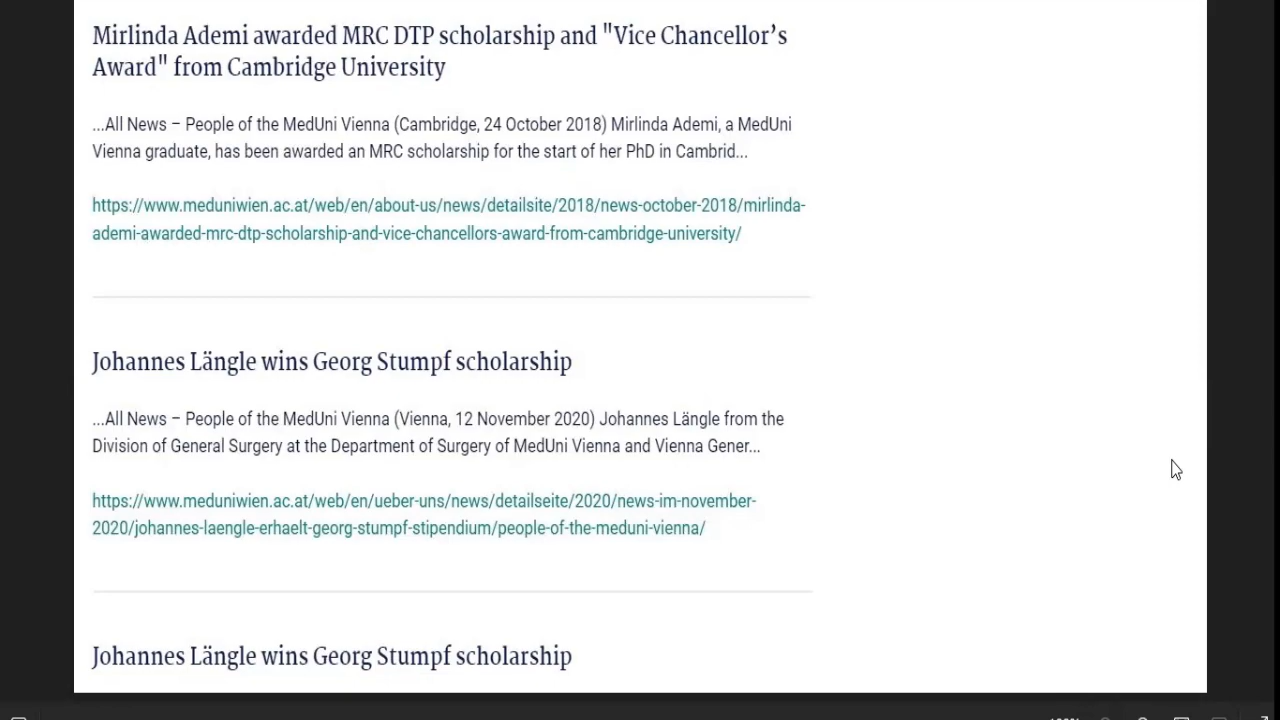 Mirlinda Ademi awarded MRC DTP scholarship and "Vice Chancellor’s
Award" from Cambridge University
...All News – People of the MedUni Vienna (Cambridge, 24 October 2018) Mirlinda Ademi, a MedUni
Vienna graduate, has been awarded an MRC scholarship for the start of her PhD in Cambrid...
https://www.meduniwien.ac.at/web/en/about-us/news/detailsite/2018/news-october-2018/mirlinda-
ademi-awarded-mrc-dtp-scholarship-and-vice-chancellors-award-from-cambridge-university/
Johannes Längle wins Georg Stumpf scholarship
...All News – People of the MedUni Vienna (Vienna, 12 November 2020) Johannes Längle from the
Division of General Surgery at the Department of Surgery of MedUni Vienna and Vienna Gener...
https://www.meduniwien.ac.at/web/en/ueber-uns/news/detailseite/2020/news-im-november-
2020/johannes-laengle-erhaelt-georg-stumpf-stipendium/people-of-the-meduni-vienna/
Johannes Längle wins Georg Stumpf scholarship